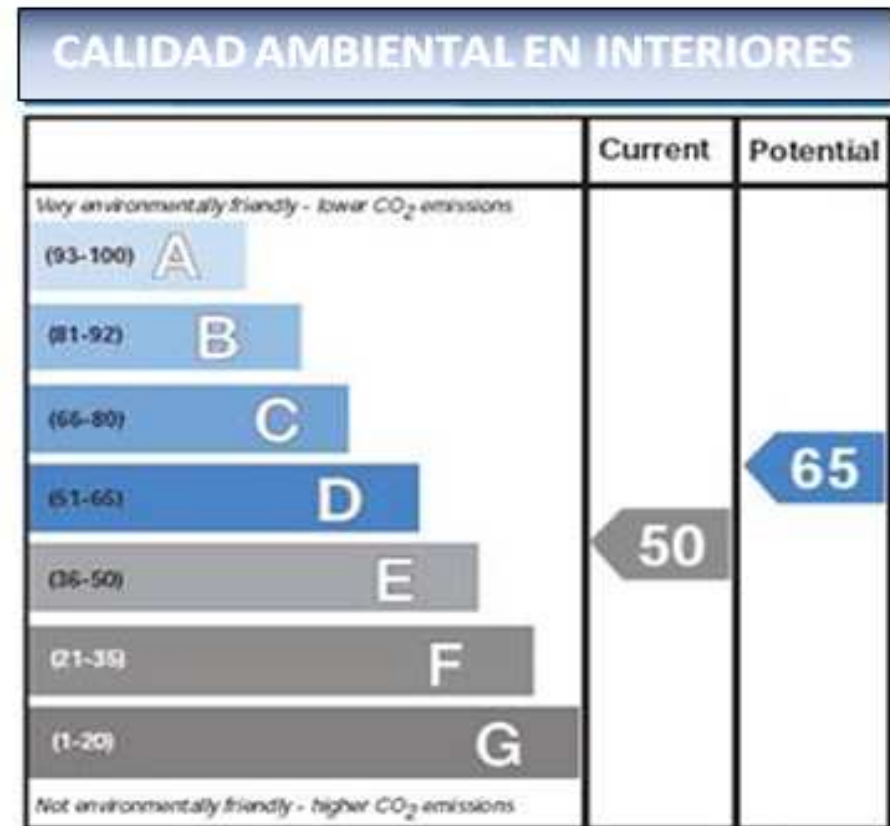 CALIDAD AMBIENTAL EN INTERIORES
Current Potential
Very environmentally friendly - lower CO2 emissions
(93-100) A
(81-92) B
(66-80) C
(51-65) D
65
(36-50) E
50
(21-35) F
(1-20) G
Not environmentally friendly - higher CO2 emissions